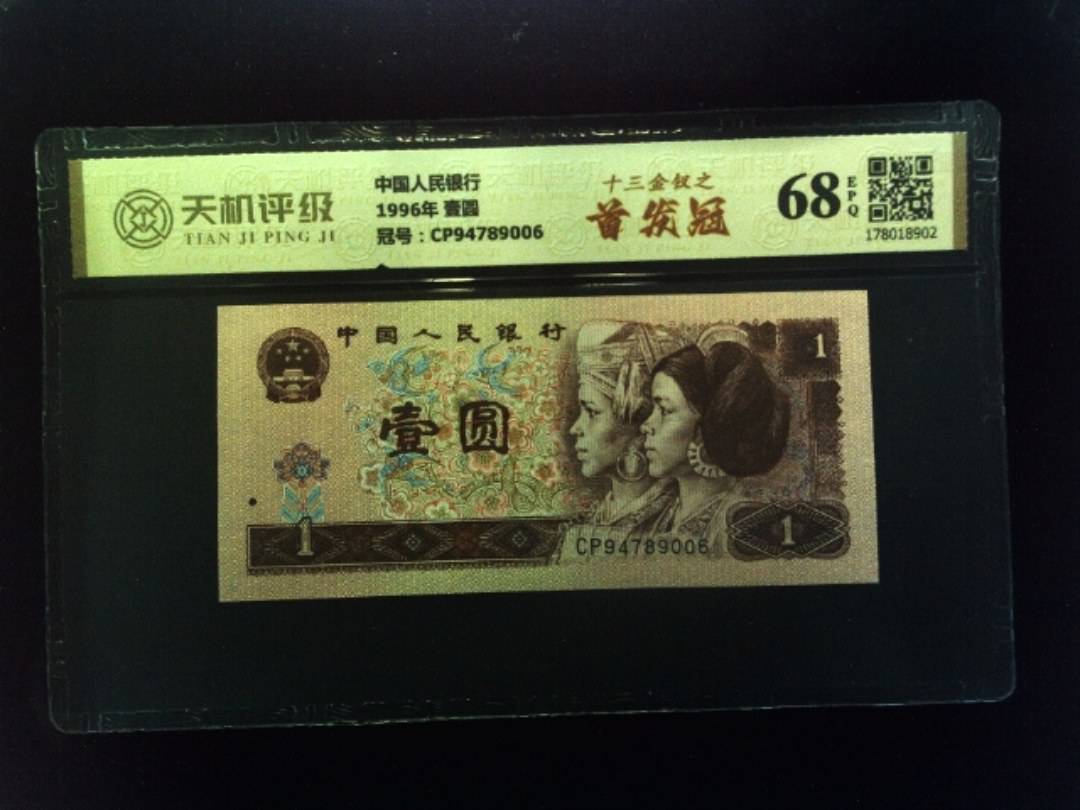 天机评级
TIAN JI PING JI
中国人民银行
1996年 壹圆
冠号：CP94789006
十三金钗之
首发冠
68
EPQ
178018902
中国人民银行
1
壹圆
1
CP94789006
1